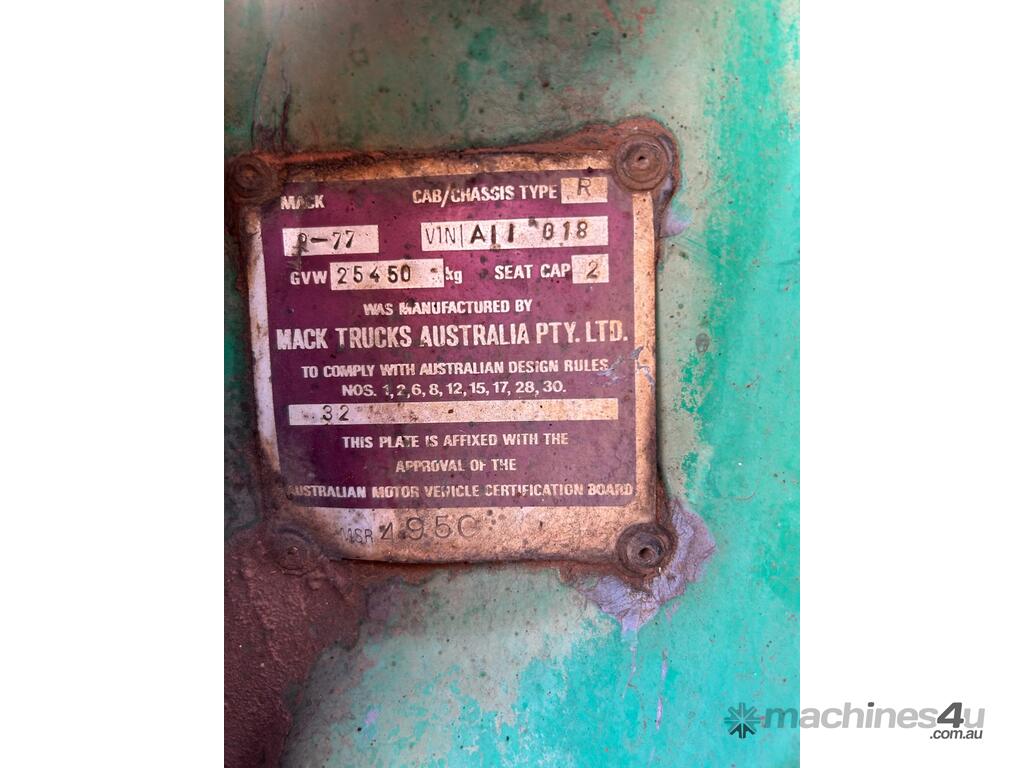 MACK CAB/CHASSIS TYPE R
9-77 VIN A11 018
GVW 25450 kg SEAT CAP 2
WAS MANUFACTURED BY
MACK TRUCKS AUSTRALIA PTY. LTD.
TO COMPLY WITH AUSTRALIAN DESIGN RULES
NOS. 1,2,6,8,12,15,17,28,30.
32
THIS PLATE IS AFFIXED WITH THE
APPROVAL OF THE
AUSTRALIAN MOTOR VEHICLE CERTIFICATION BOARD
machines4u
.com.au